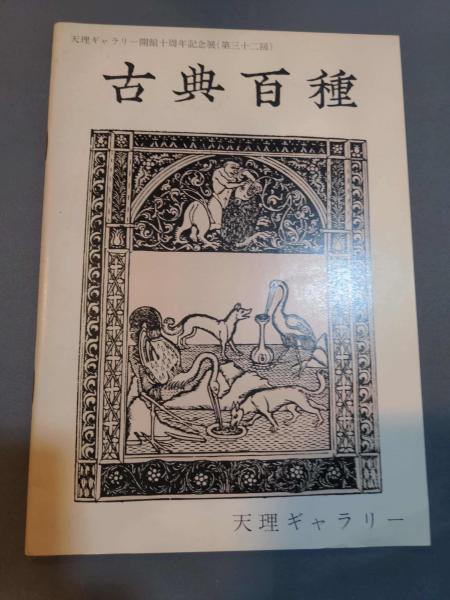 天理ギャラリー開館十周年記念展(第三十二回)
古典百種
天理ギャラリー